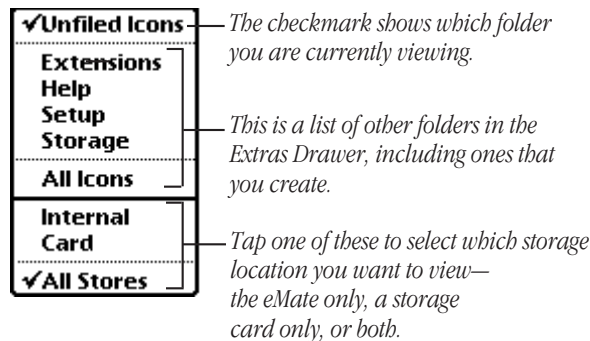 ✓Unfiled Icons
Extensions
Help
Setup
Storage
All Icons
Internal
Card
✓All Stores
The checkmark shows which folder
you are currently viewing.
This is a list of other folders in the
Extras Drawer, including ones that
you create.
Tap one of these to select which storage
location you want to view—
the eMate only, a storage
card only, or both.